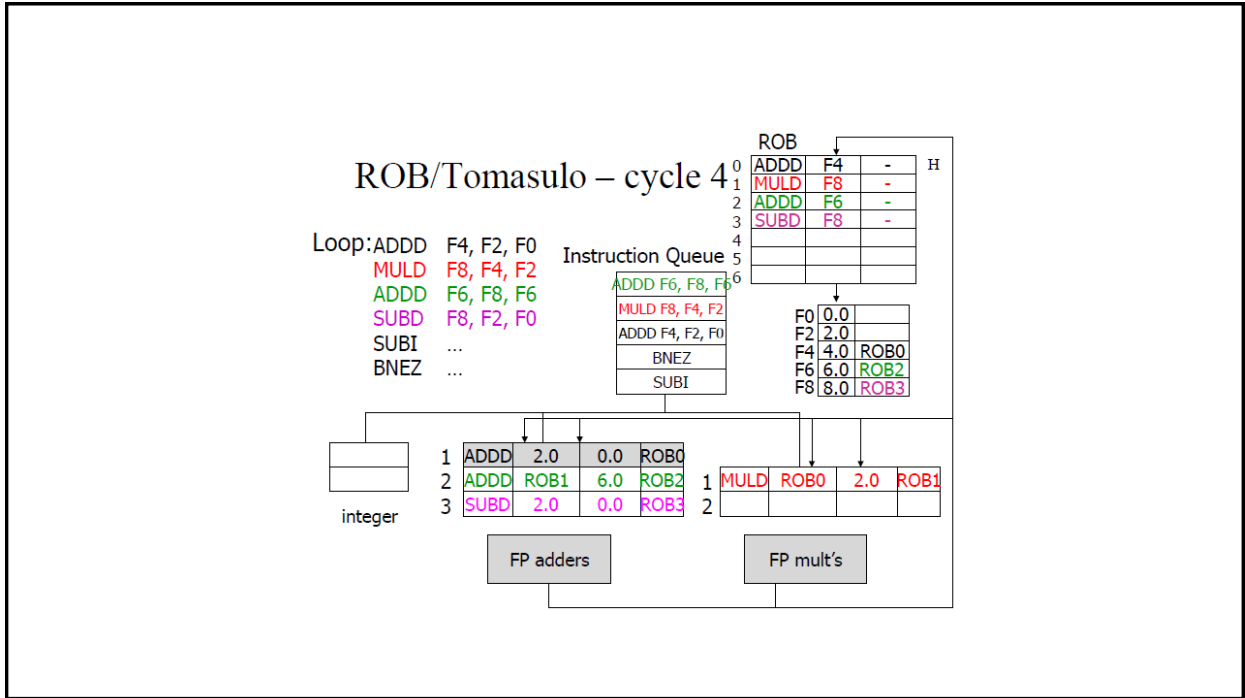 ROB/Tomasulo – cycle 4
ROB
0 ADDD F4 - H
1 MULD F8 -
2 ADDD F6 -
3 SUBD F8 -
4
5
6
Loop: ADDD F4, F2, F0
MULD F8, F4, F2
ADDD F6, F8, F6
SUBD F8, F2, F0
SUBI ...
BNEZ ...
Instruction Queue
ADDD F6, F8, F6
MULD F8, F4, F2
ADDD F4, F2, F0
BNEZ
SUBI
F0 0.0
F2 2.0
F4 4.0 ROB0
F6 6.0 ROB2
F8 8.0 ROB3
integer
1 ADDD 2.0 0.0 ROB0
2 ADDD ROB1 6.0 ROB2
3 SUBD 2.0 0.0 ROB3
1 MULD ROB0 2.0 ROB1
2
FP adders
FP mult's